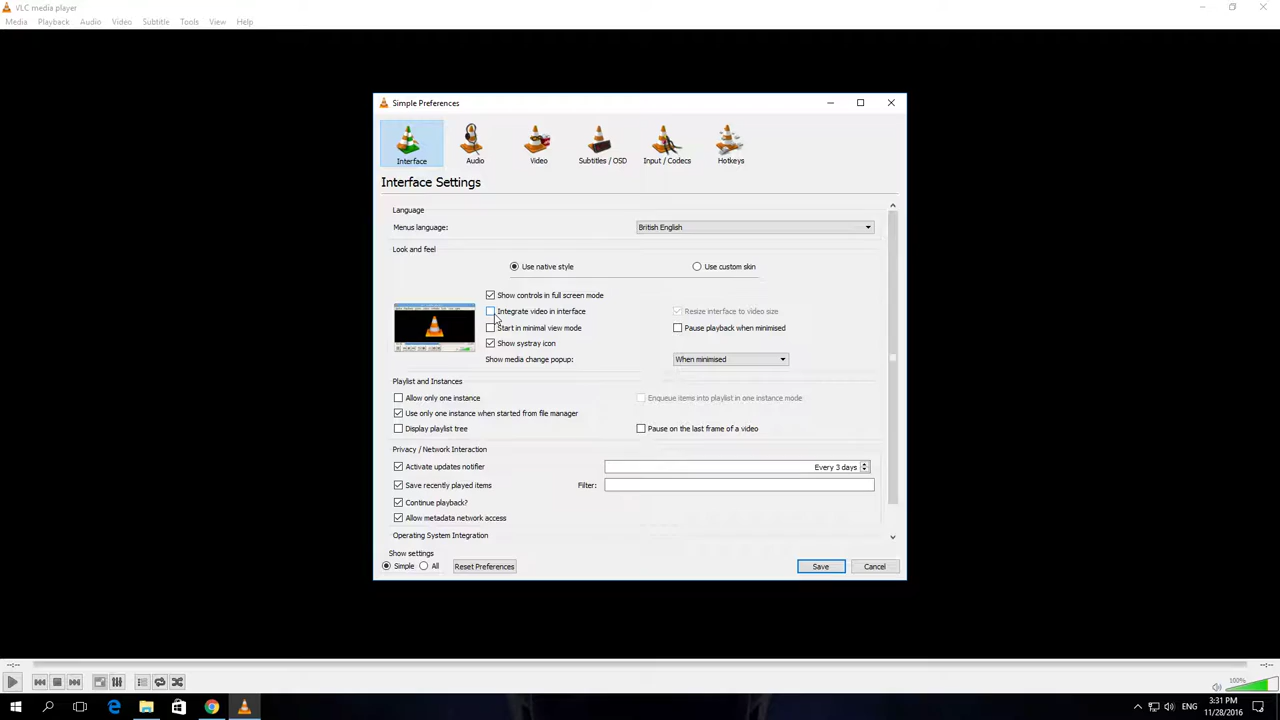 VLC media player
Media Playback Audio Video Subtitle Tools View Help
Simple Preferences
Interface Audio Video Subtitles / OSD Input / Codecs Hotkeys
Interface Settings
Language
Menus language: British English
Look and feel
Use native style Use custom skin
Show controls in full screen mode
Integrate video in interface Resize interface to video size
Start in minimal view mode Pause playback when minimised
Show systray icon
Show media change popup: When minimised
Playlist and Instances
Allow only one instance Enqueue items into playlist in one instance mode
Use only one instance when started from file manager
Display playlist tree Pause on the last frame of a video
Privacy / Network Interaction
Activate updates notifier Every 3 days
Save recently played items Filter:
Continue playback?
Allow metadata network access
Operating System Integration
Show settings
Simple All Reset Preferences Save Cancel
--:-- --:--
100%
ENG 3:31 PM
11/28/2016